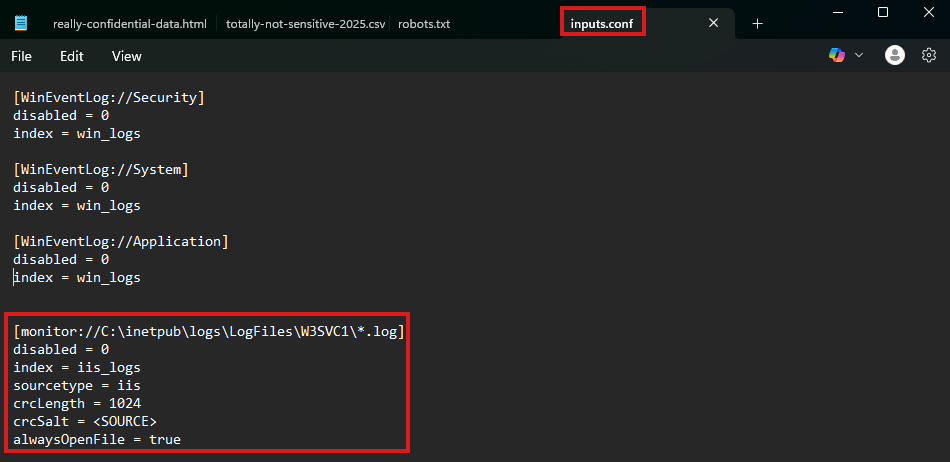 really-confidential-data.html totally-not-sensitive-2025.csv robots.txt inputs.conf
File Edit View
[WinEventLog://Security]
disabled = 0
index = win_logs
[WinEventLog://System]
disabled = 0
index = win_logs
[WinEventLog://Application]
disabled = 0
index = win_logs
[monitor://C:\inetpub\logs\LogFiles\W3SVC1\*.log]
disabled = 0
index = iis_logs
sourcetype = iis
crcLength = 1024
crcSalt = <SOURCE>
alwaysOpenFile = true